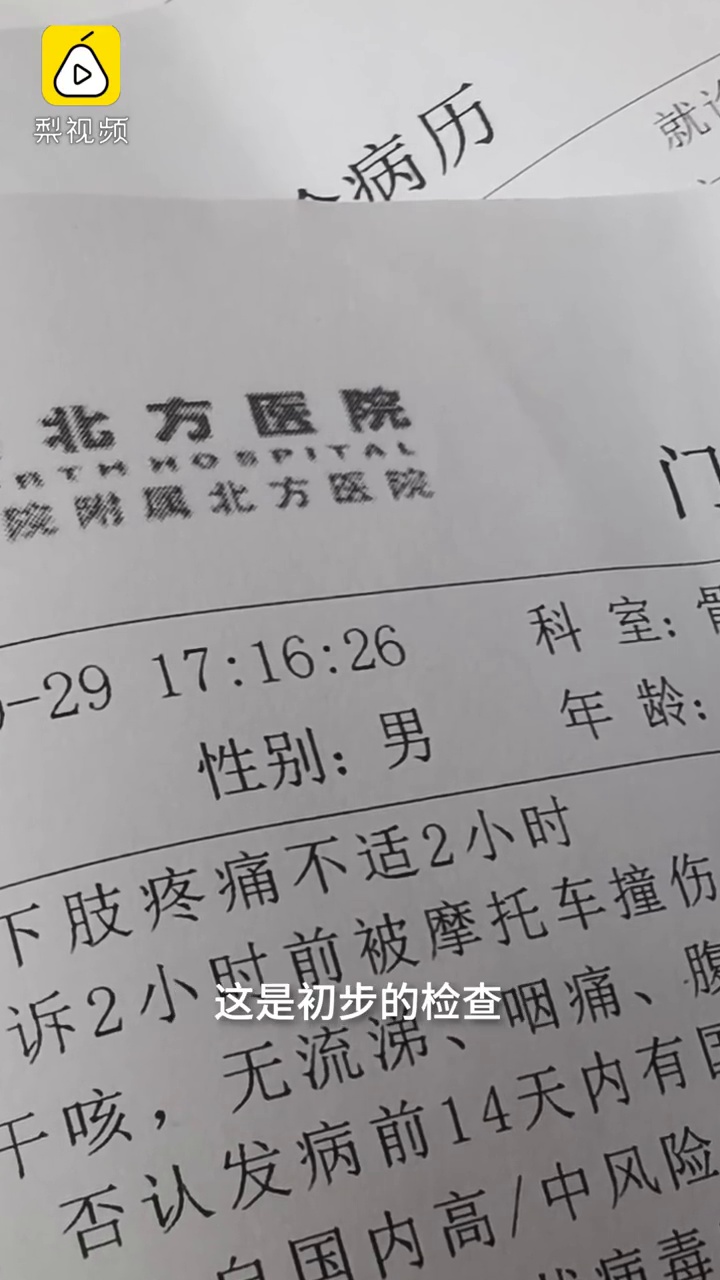 梨视频
病历
就诊
北方医院
RTH HOSPITAL
院附属北方医院
门
-29 17:16:26
科 室: 骨
性别: 男
年 龄:
下肢疼痛不适2小时
诉2小时前被摩托车撞伤
这是初步的检查
干咳，无流涕、咽痛、腹
否认发病前14天内有国
自国内高/中风险
病毒